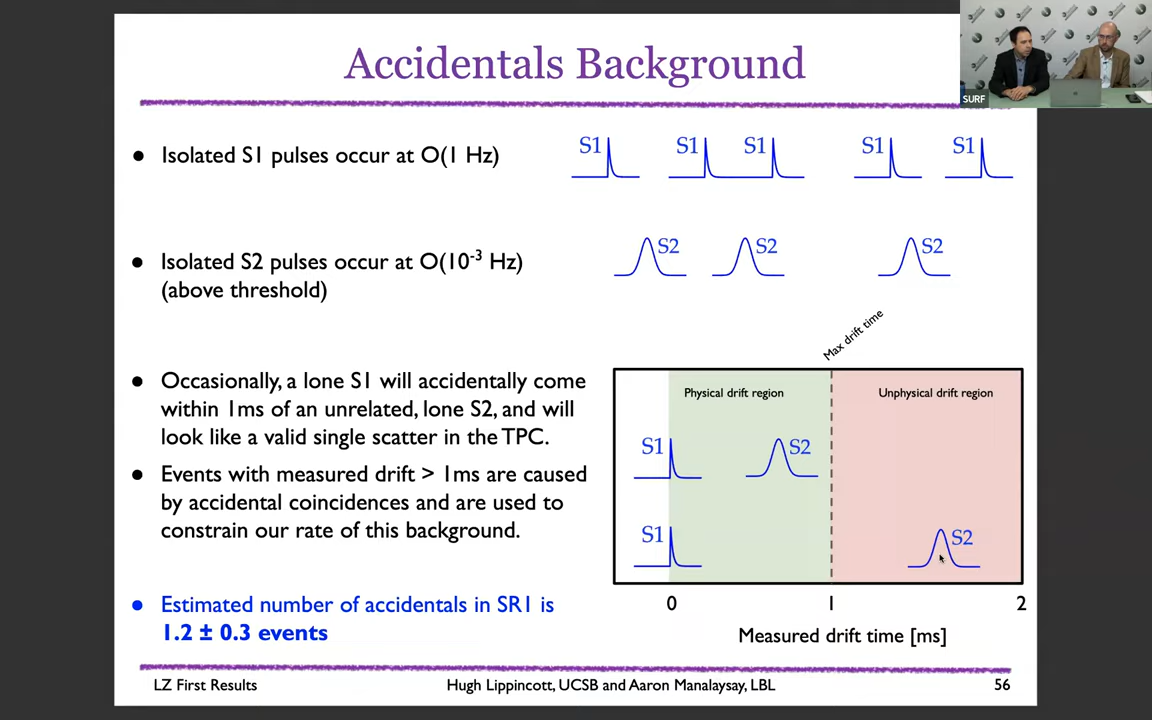 Accidentals Background
SURF
● Isolated S1 pulses occur at O(1 Hz)
S1 S1 S1 S1 S1
● Isolated S2 pulses occur at O(10⁻³ Hz)
(above threshold)
S2 S2 S2
Max drift time
● Occasionally, a lone S1 will accidentally come
within 1ms of an unrelated, lone S2, and will
look like a valid single scatter in the TPC.
● Events with measured drift > 1ms are caused
by accidental coincidences and are used to
constrain our rate of this background.
Physical drift region Unphysical drift region
S1 S2
S1 S2
0 1 2
Measured drift time [ms]
● Estimated number of accidentals in SR1 is
1.2 ± 0.3 events
LZ First Results Hugh Lippincott, UCSB and Aaron Manalaysay, LBL 56